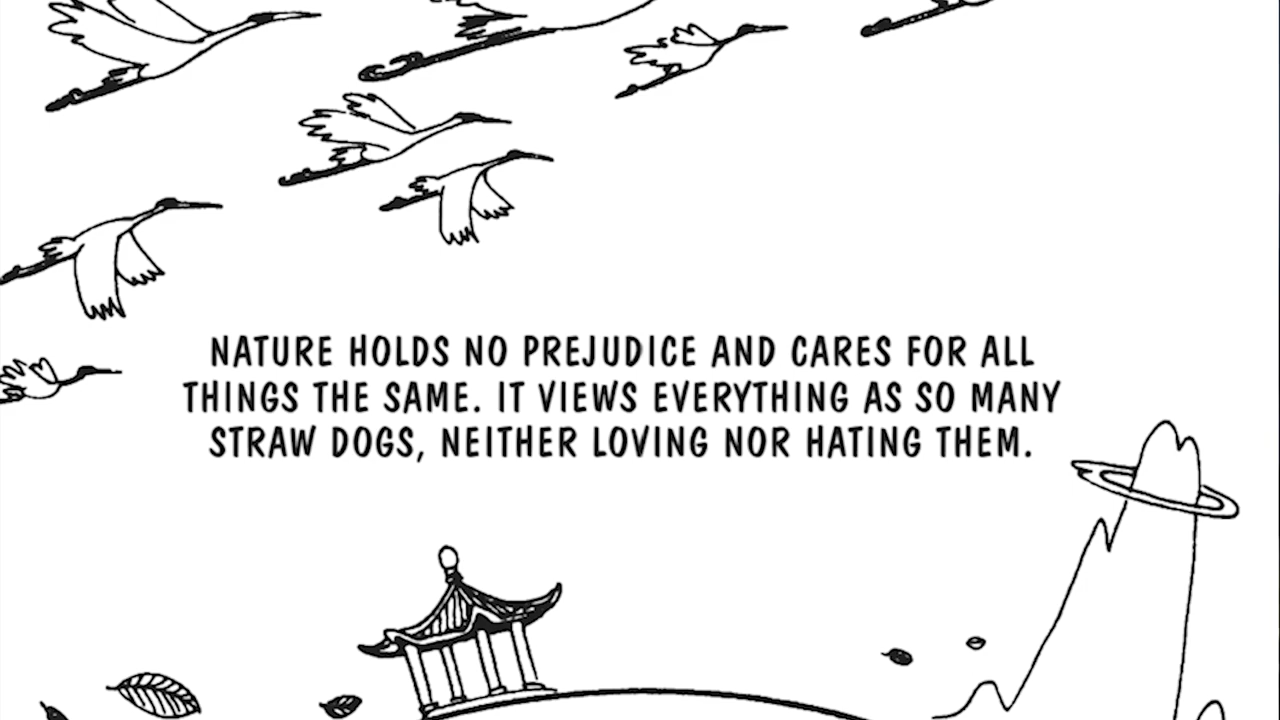 NATURE HOLDS NO PREJUDICE AND CARES FOR ALL
THINGS THE SAME. IT VIEWS EVERYTHING AS SO MANY
STRAW DOGS, NEITHER LOVING NOR HATING THEM.